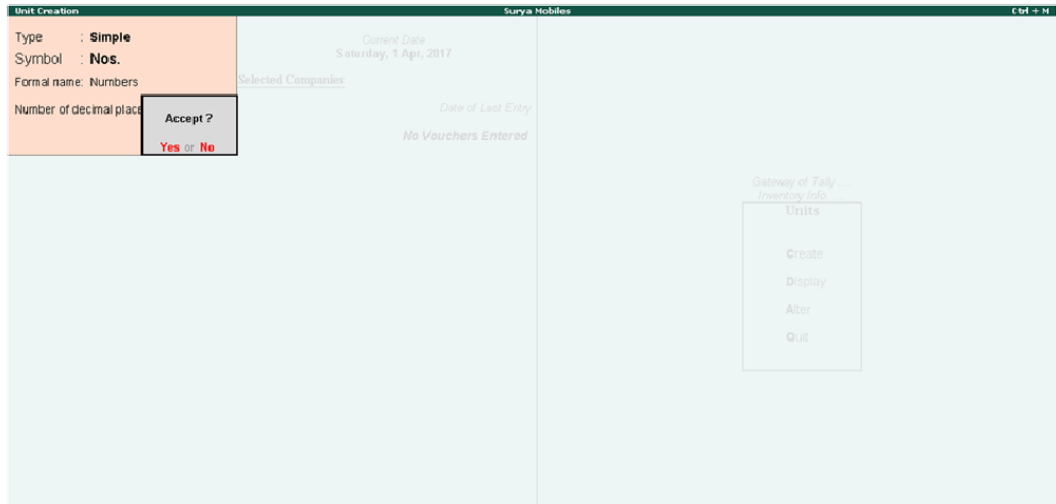 Unit Creation Surya Mobiles Ctrl + M
Type : Simple
Symbol : Nos.
Formal name: Numbers
Number of decimal place
Accept ?
Yes or No
Current Date
Saturday, 1 Apr, 2017
Selected Companies
Date of Last Entry
No Vouchers Entered
Gateway of Tally ....
Inventory Info. ....
Units
Create
Display
Alter
Quit